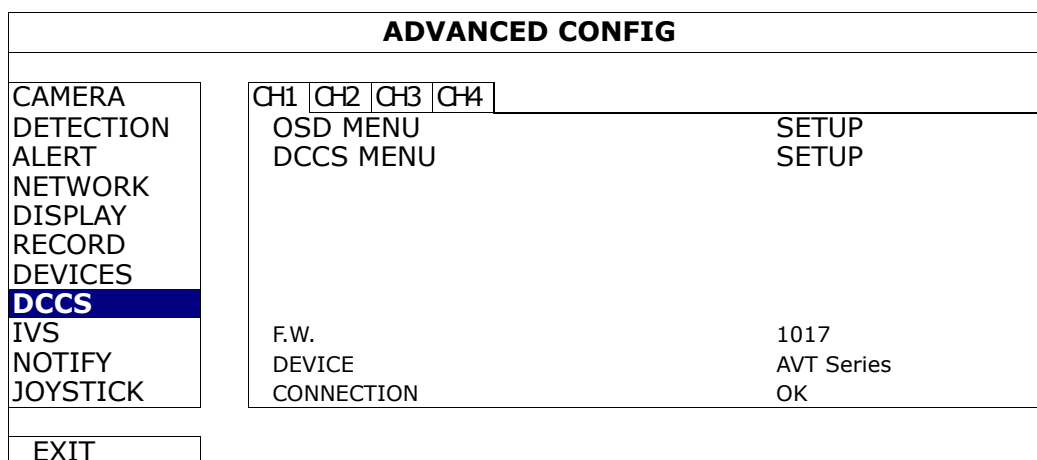 ADVANCED CONFIG
CAMERA
DETECTION
ALERT
NETWORK
DISPLAY
RECORD
DEVICES
DCCS
IVS
NOTIFY
JOYSTICK
EXIT
CH1 CH2 CH3 CH4
OSD MENU SETUP
DCCS MENU SETUP
F.W. 1017
DEVICE AVT Series
CONNECTION OK